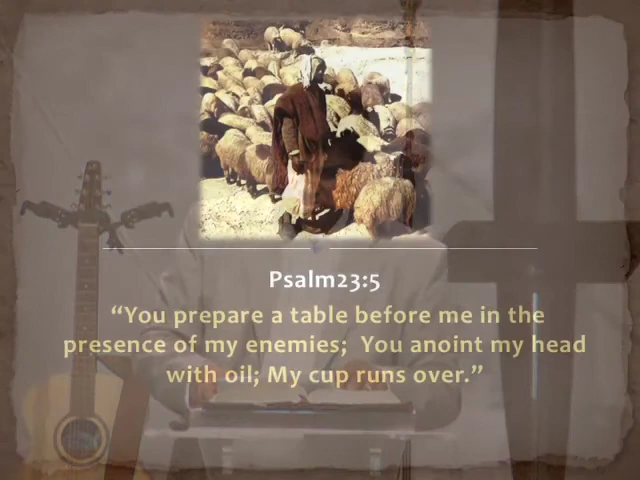 Psalm23:5
“You prepare a table before me in the
presence of my enemies;  You anoint my head
with oil; My cup runs over.”